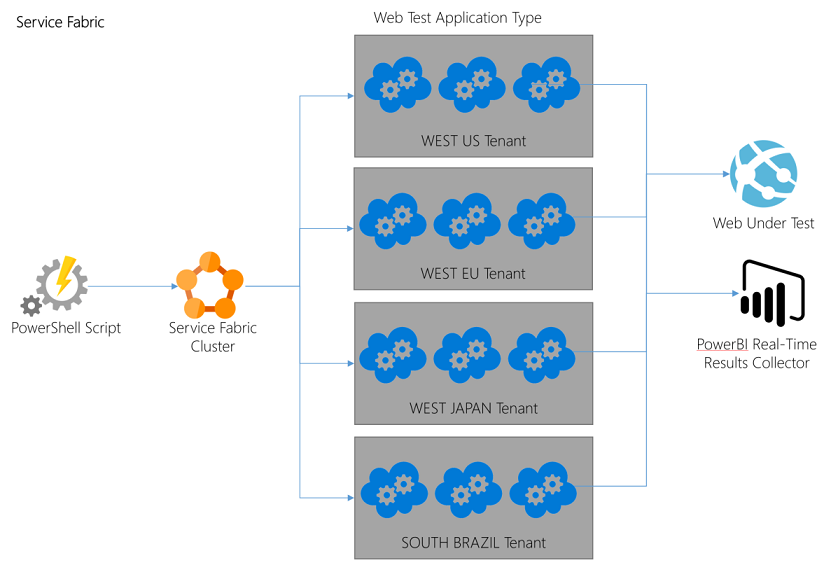 Service Fabric
Web Test Application Type
WEST US Tenant
WEST EU Tenant
WEST JAPAN Tenant
SOUTH BRAZIL Tenant
PowerShell Script
Service Fabric
Cluster
Web Under Test
PowerBI Real-Time
Results Collector